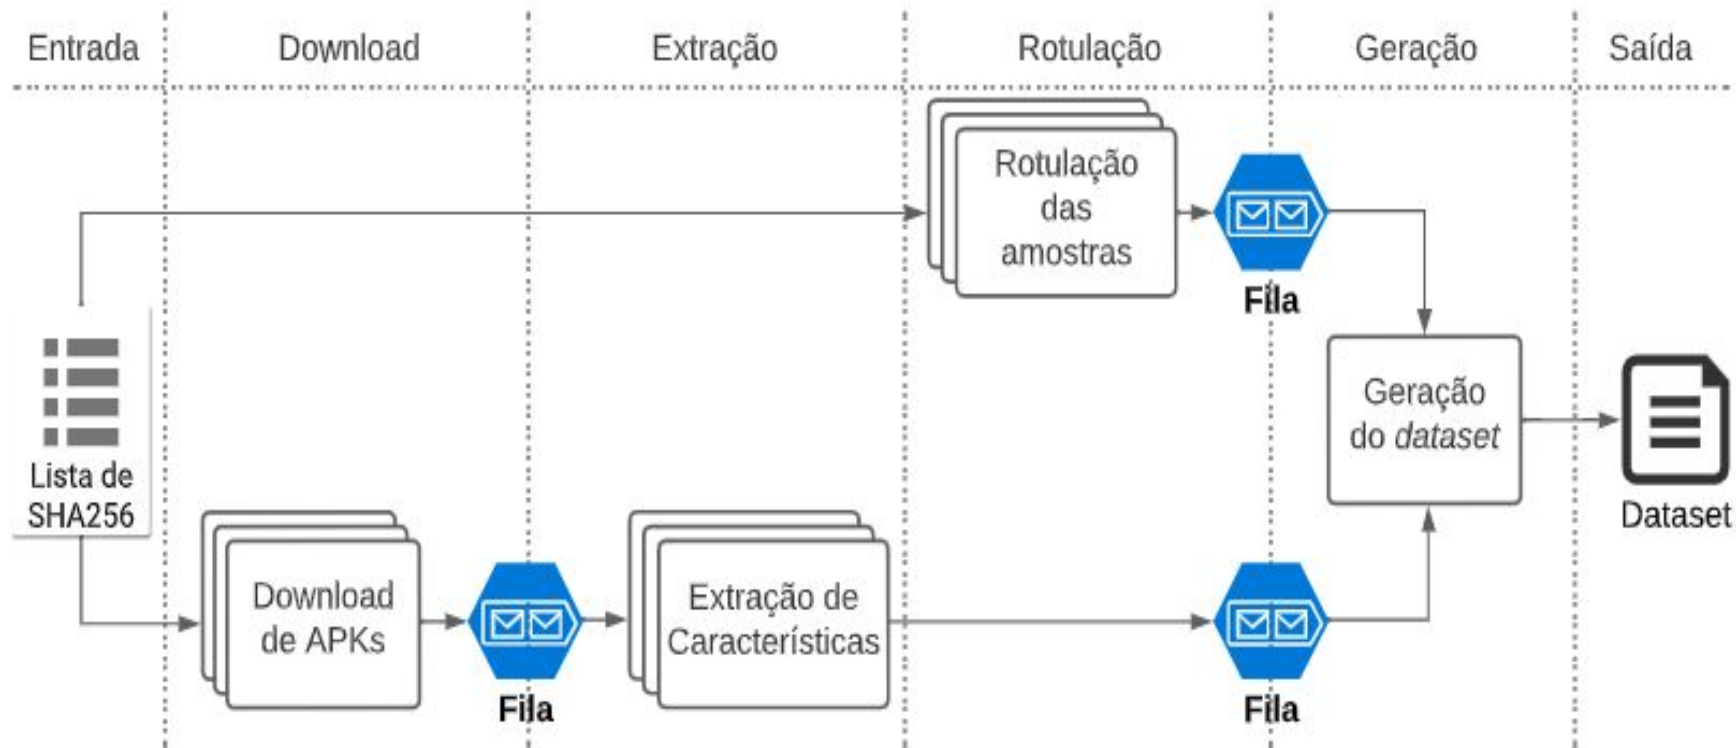 Entrada
Download
Extração
Rotulação
Geração
Saída
Rotulação
das
amostras
Fila
Lista de
SHA256
Geração
do dataset
Dataset
Download
de APKs
Fila
Extração de
Características
Fila